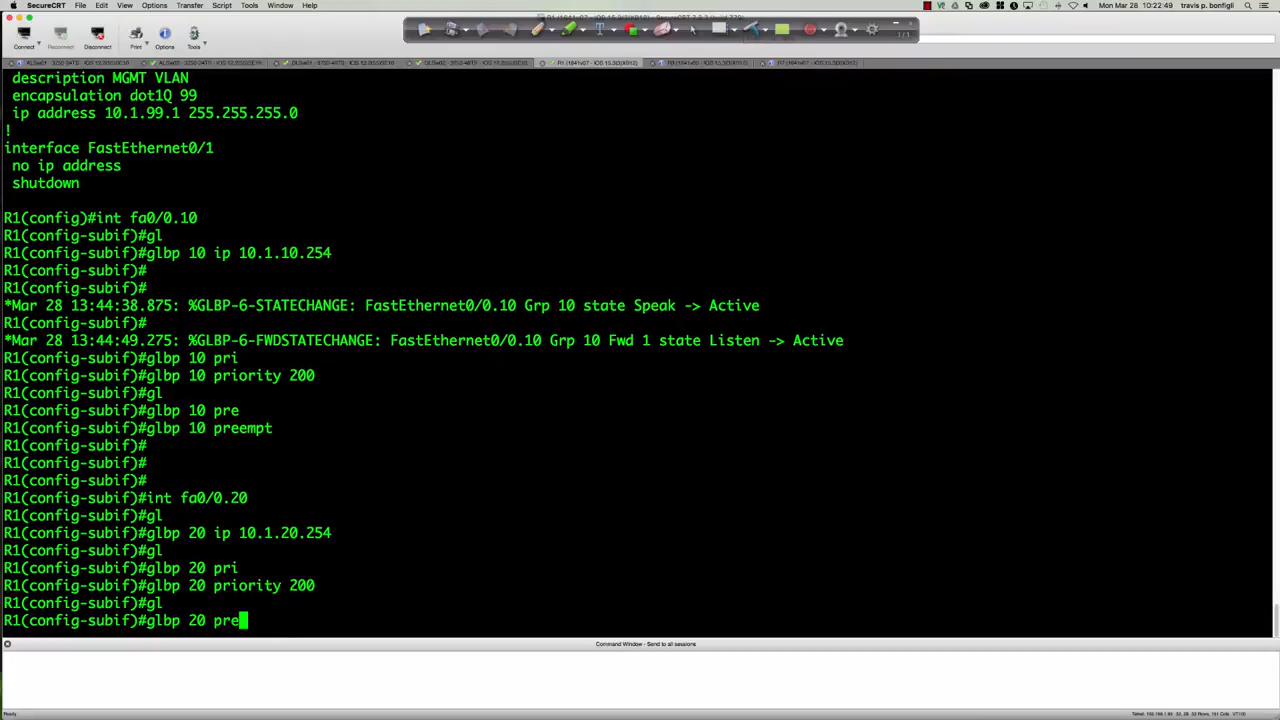 SecureCRT File Edit View Options Transfer Script Tools Window Help
Mon Mar 28 10:22:49 travis p. bonfigli
Connect Reconnect Disconnect Print Options Tools
1/1
description MGMT VLAN
encapsulation dot1Q 99
ip address 10.1.99.1 255.255.255.0
!
interface FastEthernet0/1
no ip address
shutdown
R1(config)#int fa0/0.10
R1(config-subif)#gl
R1(config-subif)#glbp 10 ip 10.1.10.254
R1(config-subif)#
R1(config-subif)#
*Mar 28 13:44:38.875: %GLBP-6-STATECHANGE: FastEthernet0/0.10 Grp 10 state Speak -> Active
R1(config-subif)#
*Mar 28 13:44:49.275: %GLBP-6-FWDSTATECHANGE: FastEthernet0/0.10 Grp 10 Fwd 1 state Listen -> Active
R1(config-subif)#glbp 10 pri
R1(config-subif)#glbp 10 priority 200
R1(config-subif)#gl
R1(config-subif)#glbp 10 pre
R1(config-subif)#glbp 10 preempt
R1(config-subif)#
R1(config-subif)#
R1(config-subif)#
R1(config-subif)#int fa0/0.20
R1(config-subif)#gl
R1(config-subif)#glbp 20 ip 10.1.20.254
R1(config-subif)#gl
R1(config-subif)#glbp 20 pri
R1(config-subif)#glbp 20 priority 200
R1(config-subif)#gl
R1(config-subif)#glbp 20 pre
Command Window - Send to all sessions
Ready